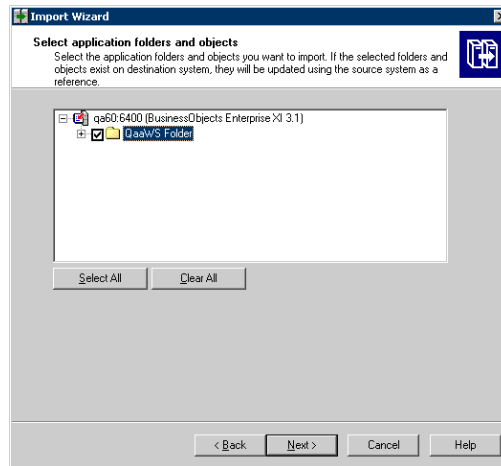 Import Wizard
Select application folders and objects
Select the application folders and objects you want to import. If the selected folders and
objects exist on destination system, they will be updated using the source system as a
reference.
qa60:6400 (BusinessObjects Enterprise XI 3.1)
QaaWS Folder
Select All Clear All
< Back Next > Cancel Help